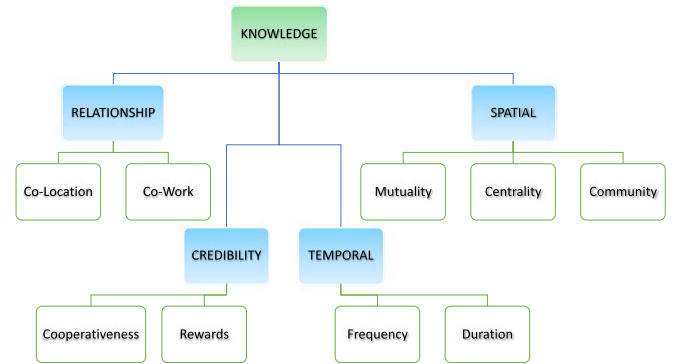 KNOWLEDGE
RELATIONSHIP
SPATIAL
Co-Location
Co-Work
Mutuality
Centrality
Community
CREDIBILITY
TEMPORAL
Cooperativeness
Rewards
Frequency
Duration